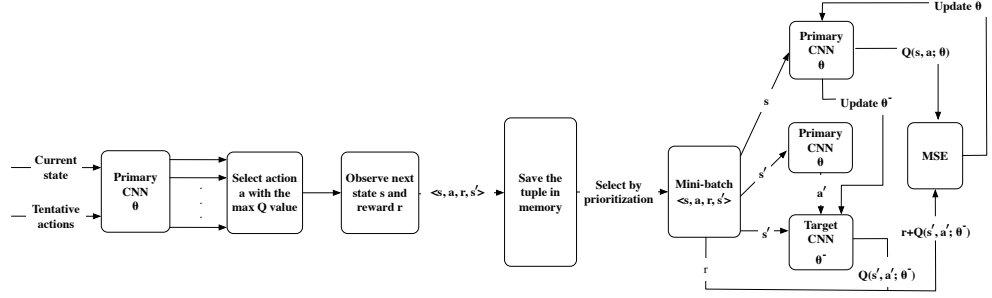 Current
state
Tentative
actions
Primary
CNN
θ
.
.
.
Select action
a with the
max Q value
Observe next
state s and
reward r
<s, a, r, s′>
Save the
tuple in
memory
Select by
prioritization
Mini-batch
<s, a, r, s′>
s
s′
s′
r
Primary
CNN
θ
Update θ
Q(s, a; θ)
Update θ⁻
Primary
CNN
θ
a′
Target
CNN
θ⁻
Q(s′, a′; θ⁻)
MSE
r+Q(s′, a′; θ⁻)